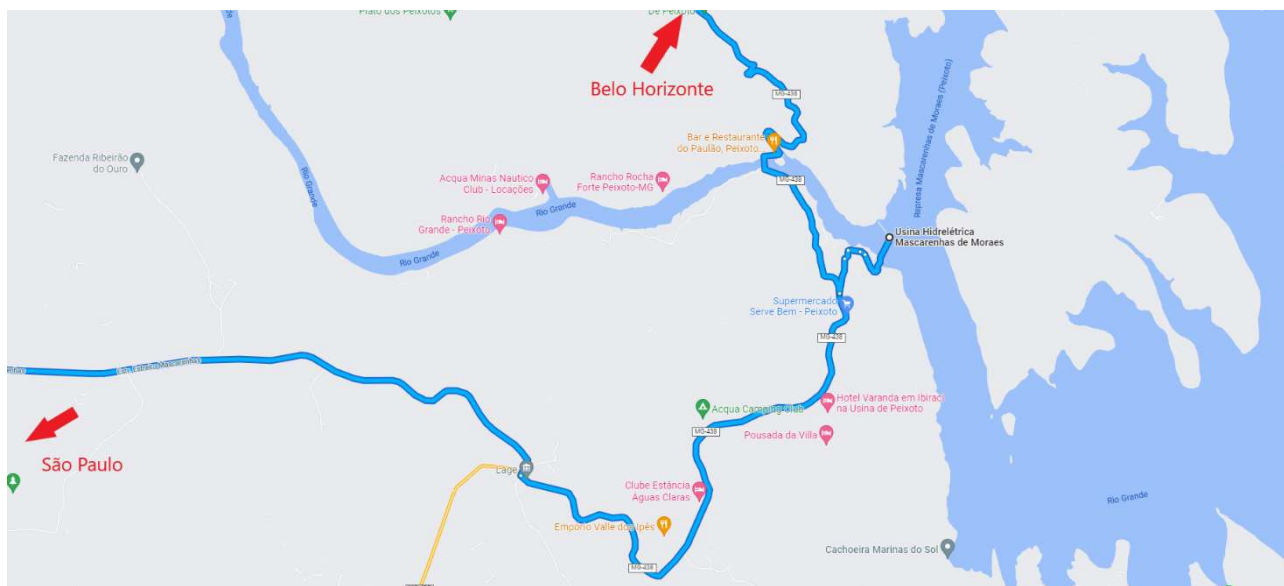 Prato dos Peixotos
De Peixoto
Belo Horizonte
MG-438
Represa Mascarenhas de Moraes (Peixoto)
Bar e Restaurante
do Paulão, Peixoto...
Fazenda Ribeirão
do Ouro
Acqua Minas Nautico
Club - Locações
Rancho Rocha
Forte Peixoto-MG
MG-438
Rio Grande
Rancho Rio
Grande - Peixoto
Rio Grande
Rio Grande
Usina Hidrelétrica
Mascarenhas de Moraes
Supermercado
Serve Bem - Peixoto
MG-438
Hotel Varanda em Ibiraci
na Usina de Peixoto
Acqua Camping Club
MG-438
Pousada da Villa
São Paulo
Lage
Clube Estância
Águas Claras
Rio Grande
Empório Valle dos Ipês
Cachoeira Marinas do Sol
MG-438